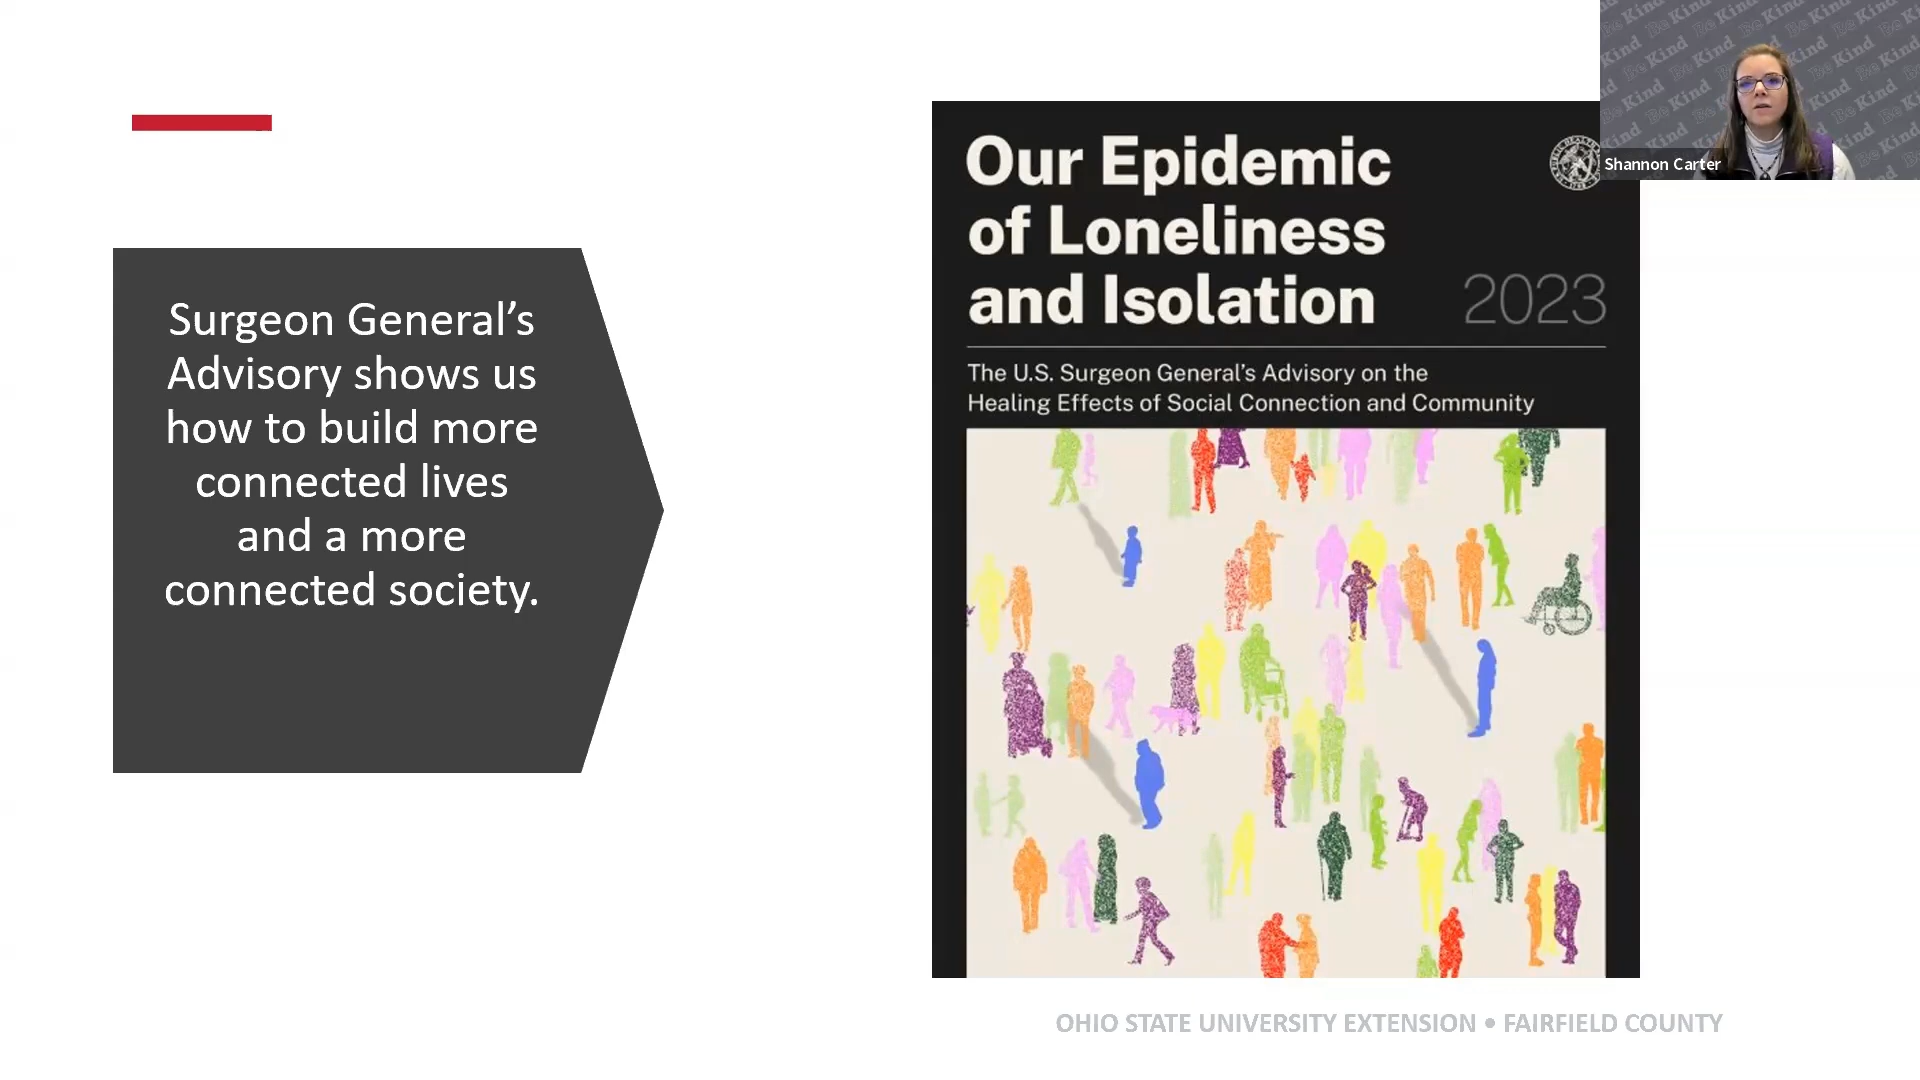 Surgeon General’s
Advisory shows us
how to build more
connected lives
and a more
connected society.
Our Epidemic
of Loneliness
and Isolation
2023
The U.S. Surgeon General’s Advisory on the
Healing Effects of Social Connection and Community
Be Kind
Shannon Carter
OHIO STATE UNIVERSITY EXTENSION • FAIRFIELD COUNTY